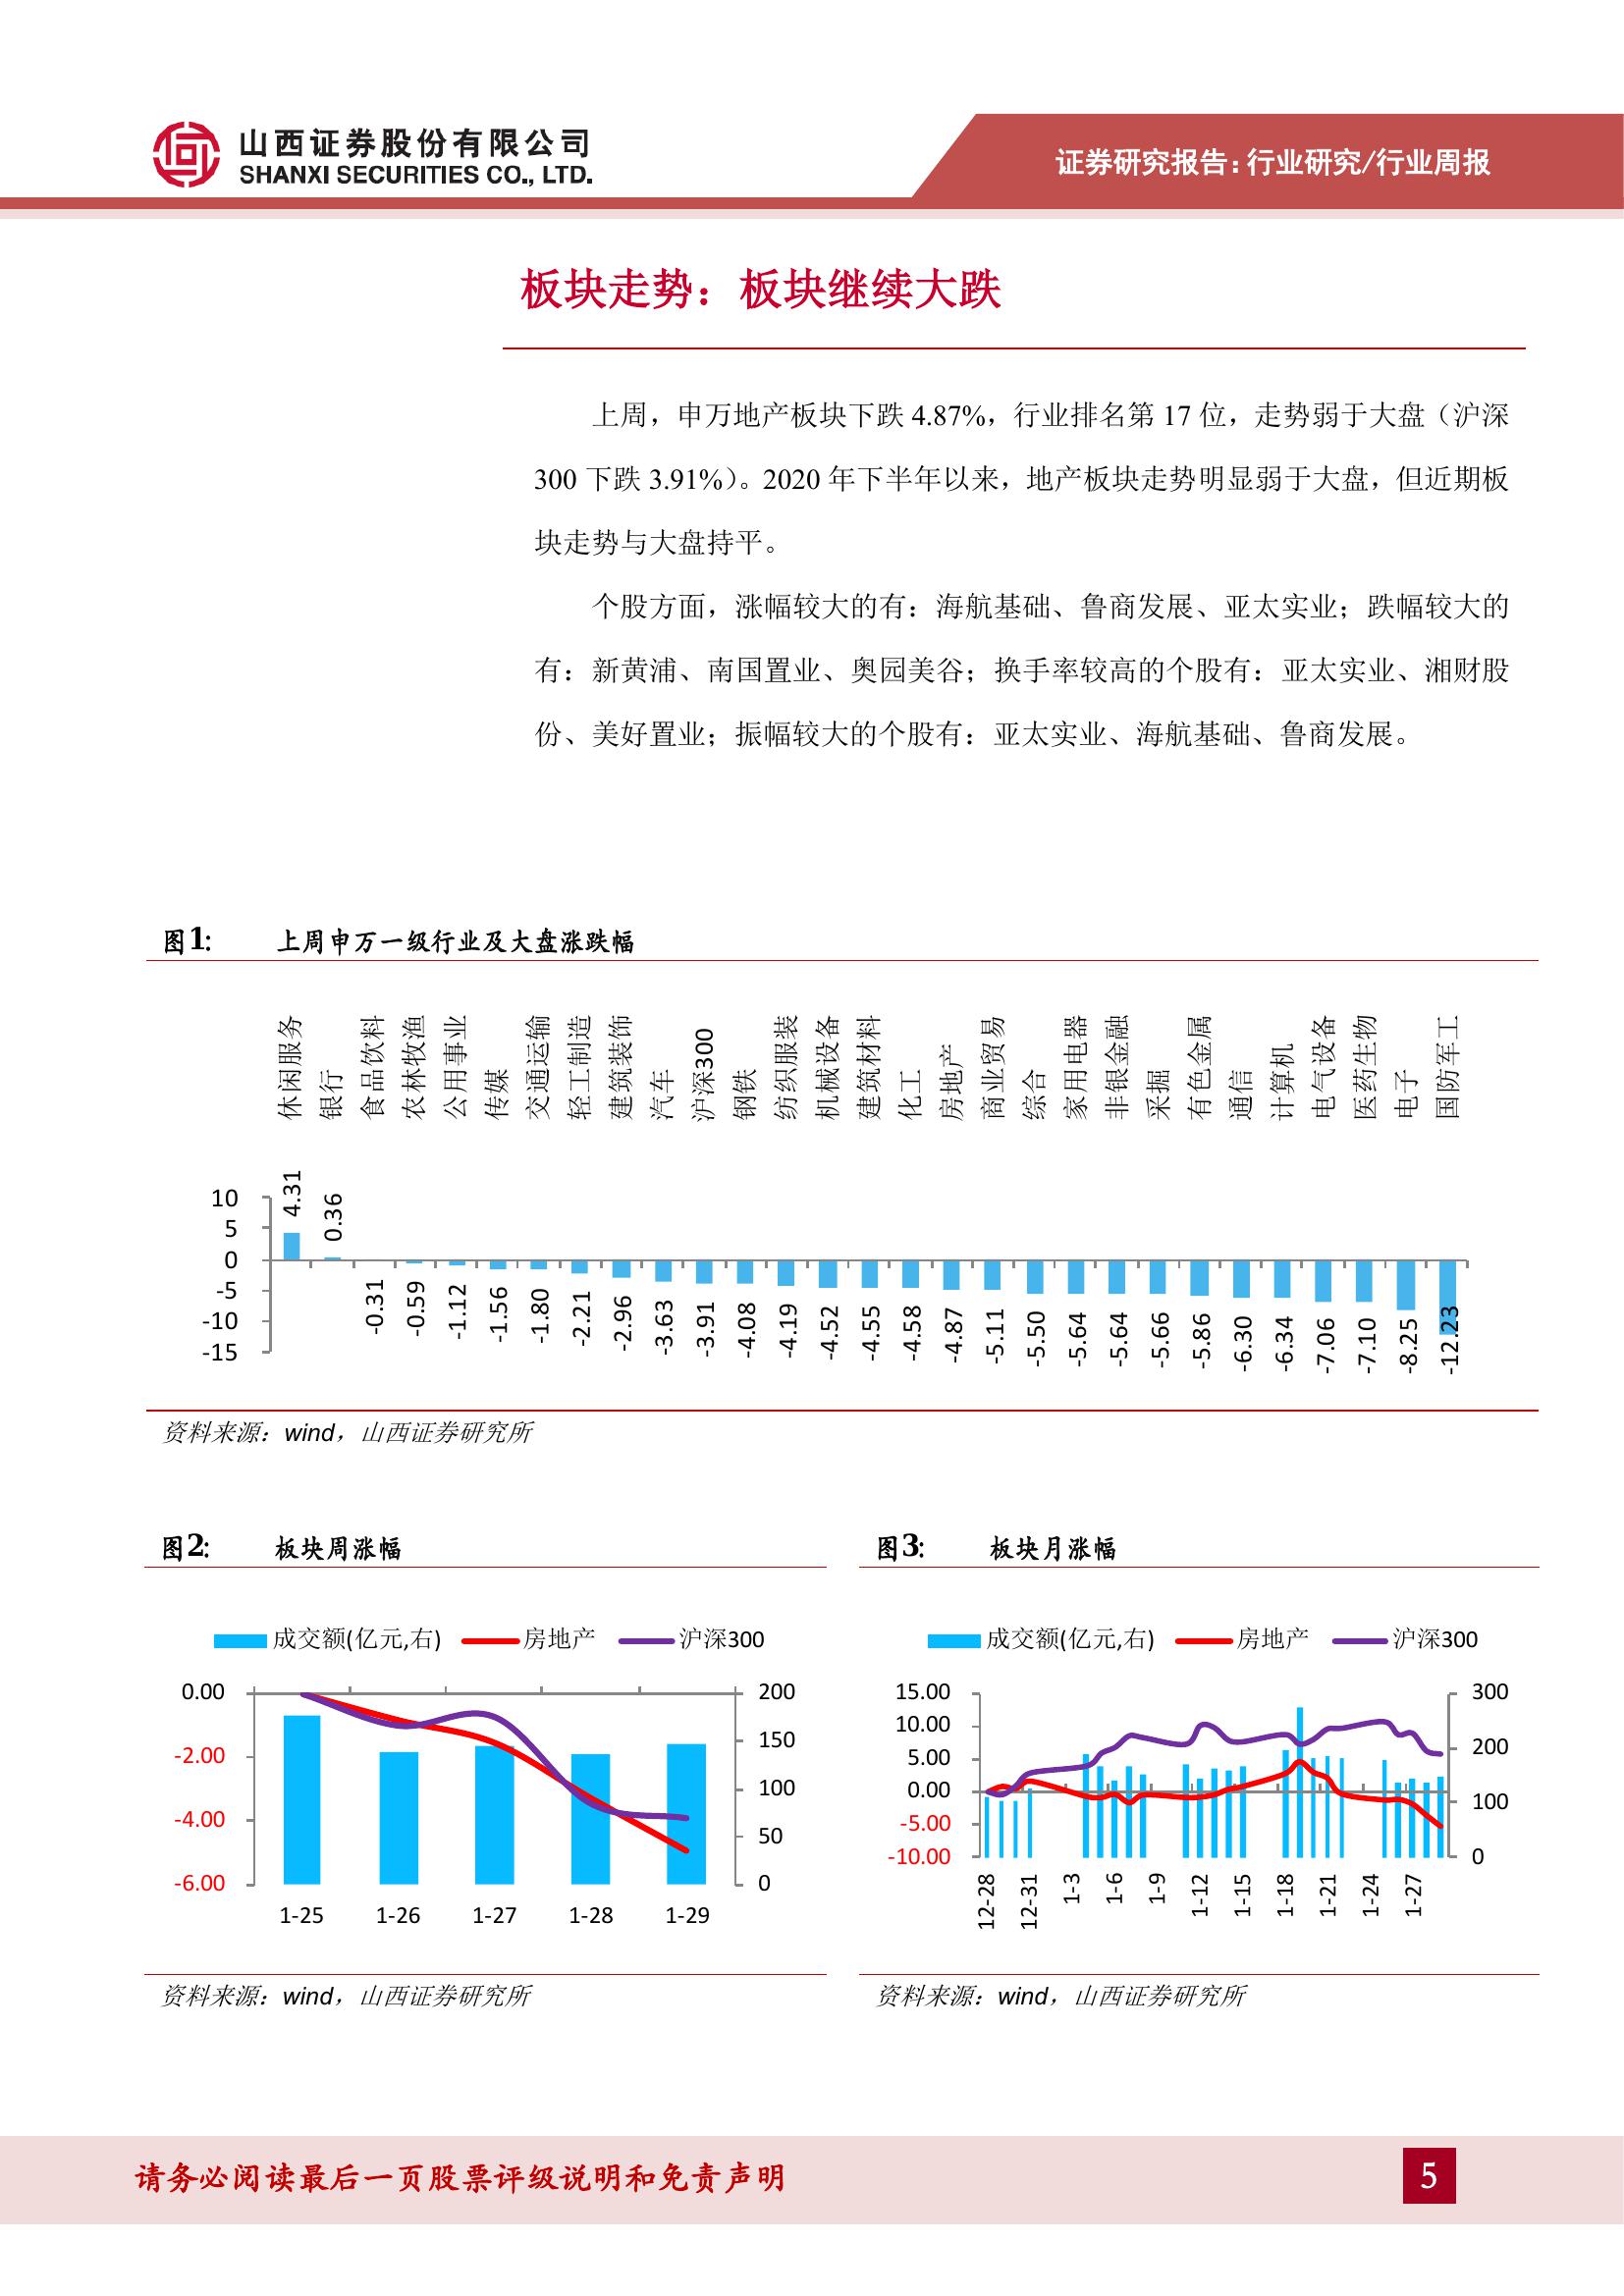 山西证券股份有限公司
SHANXI SECURITIES CO., LTD.
证券研究报告:行业研究/行业周报
板块走势：板块继续大跌
上周，申万地产板块下跌 4.87%，行业排名第 17 位，走势弱于大盘（沪深
300 下跌 3.91%）。2020 年下半年以来，地产板块走势明显弱于大盘，但近期板
块走势与大盘持平。
个股方面，涨幅较大的有：海航基础、鲁商发展、亚太实业；跌幅较大的
有：新黄浦、南国置业、奥园美谷；换手率较高的个股有：亚太实业、湘财股
份、美好置业；振幅较大的个股有：亚太实业、海航基础、鲁商发展。
图1: 上周申万一级行业及大盘涨跌幅
休闲服务
银行
食品饮料
农林牧渔
公用事业
传媒
交通运输
轻工制造
建筑装饰
汽车
沪深300
钢铁
纺织服装
机械设备
建筑材料
化工
房地产
商业贸易
综合
家用电器
非银金融
采掘
有色金属
通信
计算机
电气设备
医药生物
电子
国防军工
10
5
0
-5
-10
-15
4.31
0.36
-0.31
-0.59
-1.12
-1.56
-1.80
-2.21
-2.96
-3.63
-3.91
-4.08
-4.19
-4.52
-4.55
-4.58
-4.87
-5.11
-5.50
-5.64
-5.64
-5.66
-5.86
-6.30
-6.34
-7.06
-7.10
-8.25
-12.23
资料来源：wind，山西证券研究所
图2: 板块周涨幅
成交额(亿元,右) 房地产 沪深300
0.00
-2.00
-4.00
-6.00
200
150
100
50
0
1-25 1-26 1-27 1-28 1-29
资料来源：wind，山西证券研究所
图3: 板块月涨幅
成交额(亿元,右) 房地产 沪深300
15.00
10.00
5.00
0.00
-5.00
-10.00
300
200
100
0
12-28
12-31
1-3
1-6
1-9
1-12
1-15
1-18
1-21
1-24
1-27
资料来源：wind，山西证券研究所
请务必阅读最后一页股票评级说明和免责声明
5